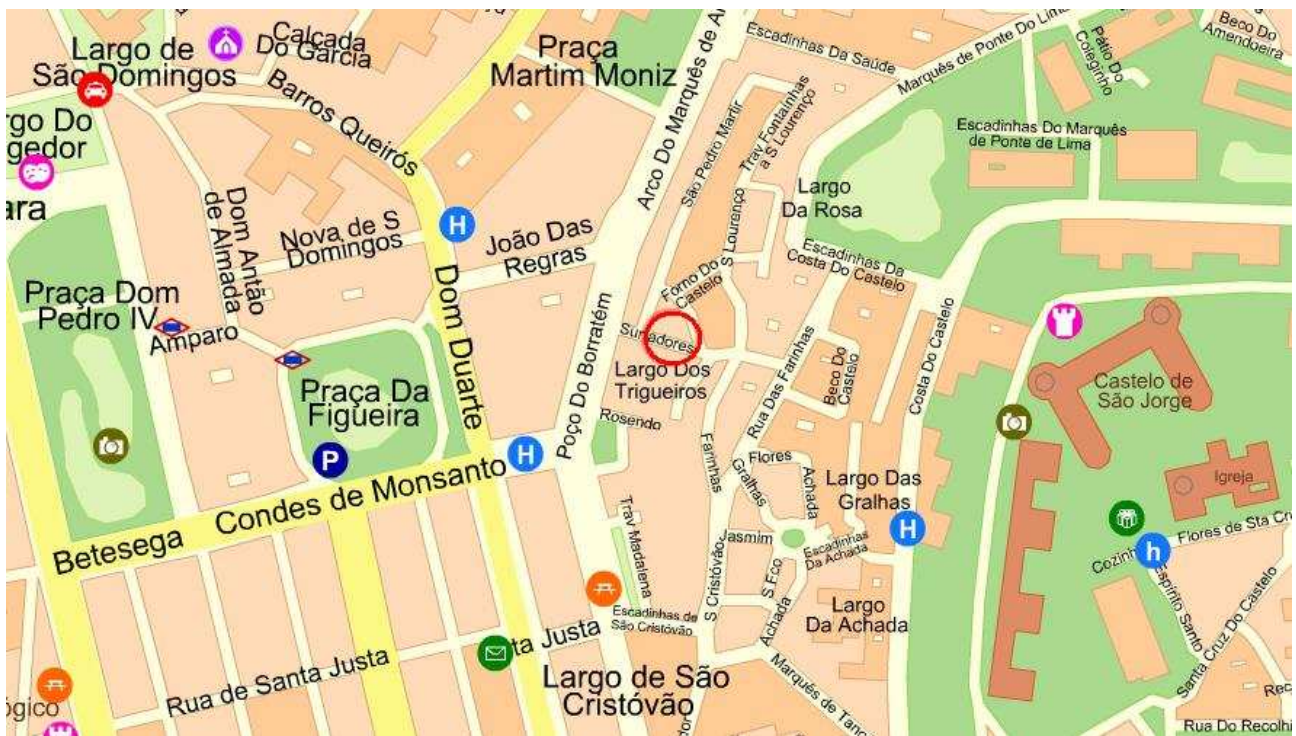 Largo de
São Domingos
Calçada
Do Garcia
Praça
Martim Moniz
Arco Do Marquês de A
Escadinhas Da Saúde
Marquês de Ponte Do Lima
Pátio Do
Coleginho
Beco Do
Amendoeira
Barros Queirós
rgo Do
gedor
ara
Dom Antão
de Almada
Nova de S
Domingos
João Das
Regras
São Pedro Martir
Trav Fontainhas
a S Lourenço
S Lourenço
Largo
Da Rosa
Escadinhas Do Marquês
de Ponte de Lima
Escadinhas Da
Costa Do Castelo
Forno Do
Castelo
Praça Dom
Pedro IV
Amparo
Praça Da
Figueira
Dom Duarte
Poço Do Borratém
Largo Dos
Trigueiros
Rosendo
Farinhas
Rua Das Farinhas
Beco Do
Castelo
Costa Do Castelo
Castelo de
São Jorge
Igreja
H
H
H
P
h
Flores
Gralhas
Achada
Largo Das
Gralhas
Jasmim
Escadinhas
Da Achada
S Fco
Achada
Largo
Da Achada
Betesega
Condes de Monsanto
Trav Madalena
S Cristóvão
Escadinhas de
São Cristóvão
Rua de Santa Justa
ta Justa
Largo de São
Cristóvão
Marquês de Tanc
Cozinh
Flores de Sta Cru
Espírito Santo
Santa Cruz do Castelo
Rec
Rua Do Recolhi
ógico